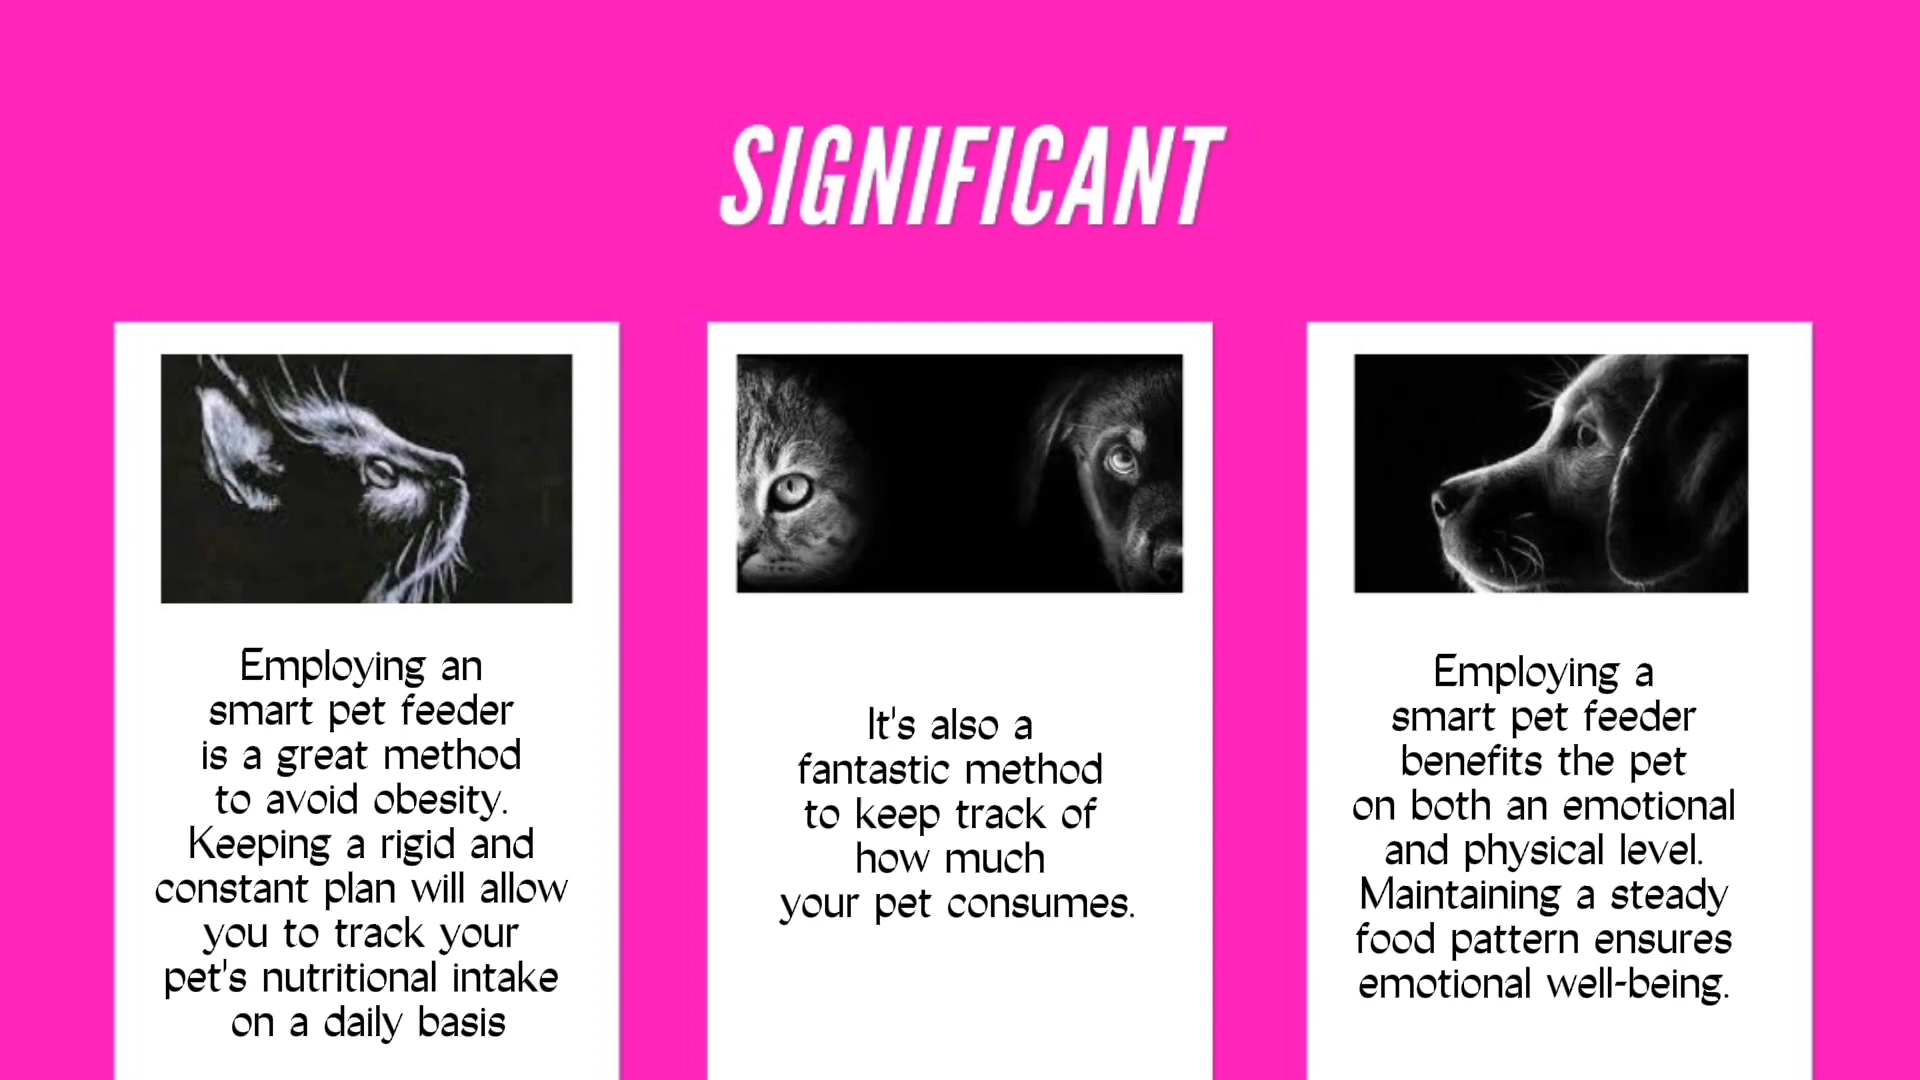 SIGNIFICANT
Employing an
smart pet feeder
is a great method
to avoid obesity.
Keeping a rigid and
constant plan will allow
you to track your
pet's nutritional intake
on a daily basis
It's also a
fantastic method
to keep track of
how much
your pet consumes.
Employing a
smart pet feeder
benefits the pet
on both an emotional
and physical level.
Maintaining a steady
food pattern ensures
emotional well-being.